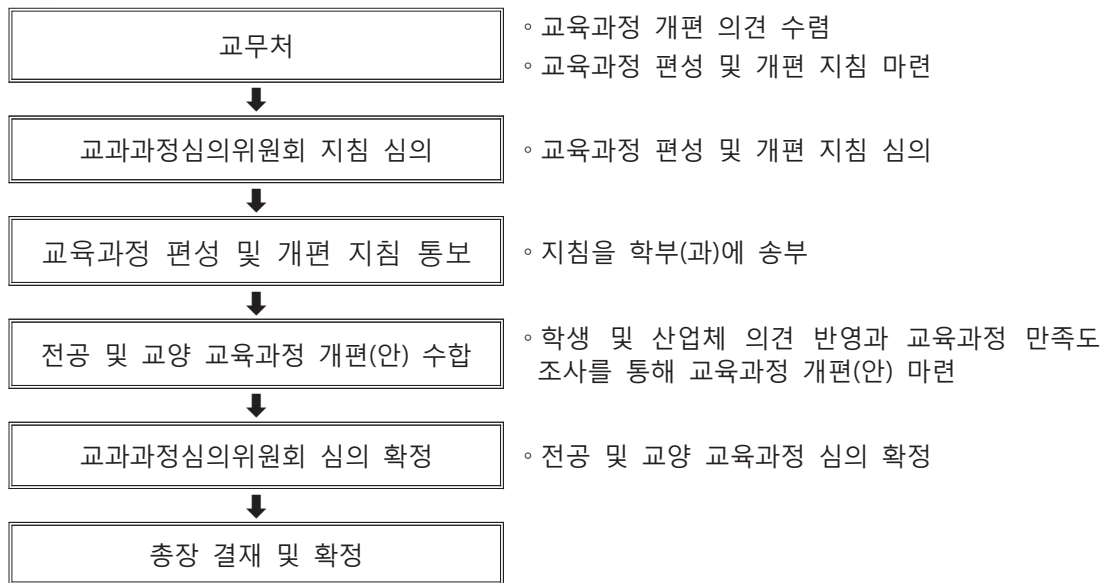 교무처
◦교육과정 개편 의견 수렴
◦교육과정 편성 및 개편 지침 마련
교과과정심의위원회 지침 심의
◦교육과정 편성 및 개편 지침 심의
교육과정 편성 및 개편 지침 통보
◦지침을 학부(과)에 송부
전공 및 교양 교육과정 개편(안) 수합
◦학생 및 산업체 의견 반영과 교육과정 만족도
조사를 통해 교육과정 개편(안) 마련
교과과정심의위원회 심의 확정
◦전공 및 교양 교육과정 심의 확정
총장 결재 및 확정